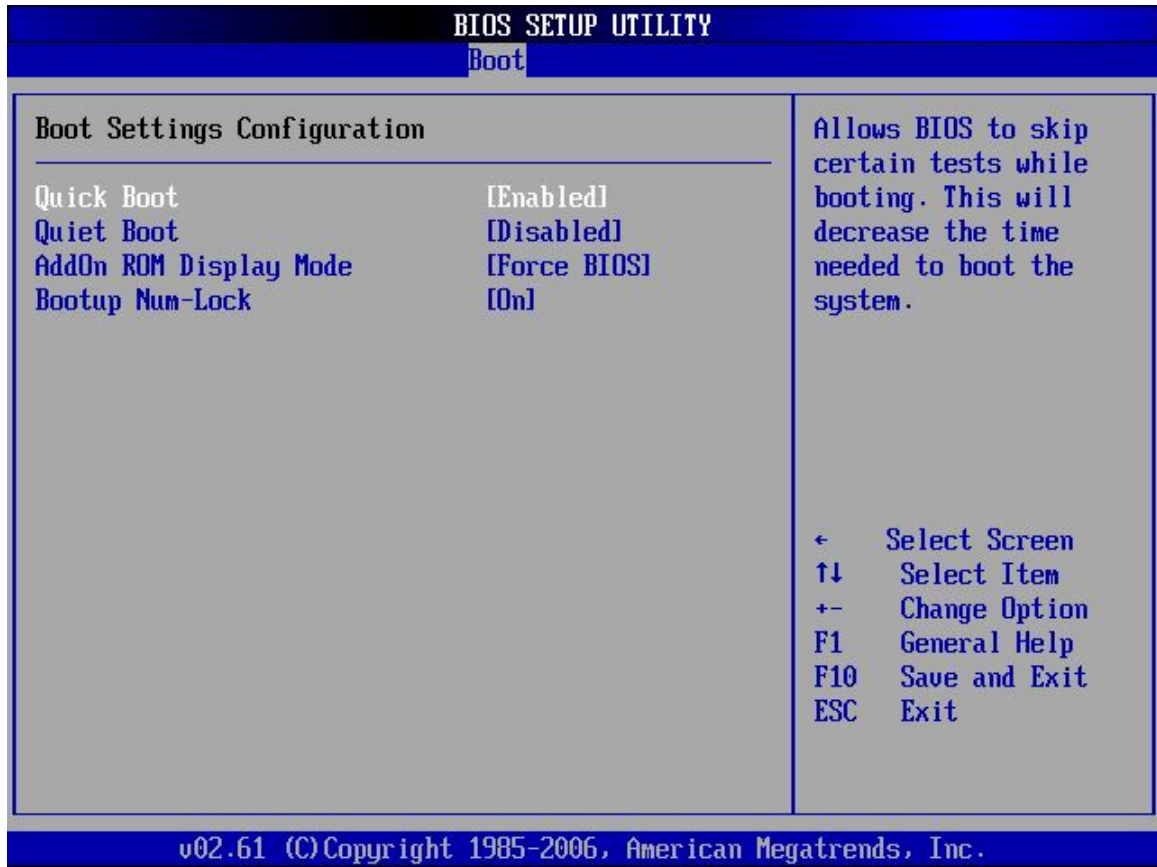 BIOS SETUP UTILITY
Boot
Boot Settings Configuration
Quick Boot [Enabled]
Quiet Boot [Disabled]
AddOn ROM Display Mode [Force BIOS]
Bootup Num-Lock [On]
Allows BIOS to skip
certain tests while
booting. This will
decrease the time
needed to boot the
system.
← Select Screen
↑↓ Select Item
+- Change Option
F1 General Help
F10 Save and Exit
ESC Exit
v02.61 (C)Copyright 1985-2006, American Megatrends, Inc.